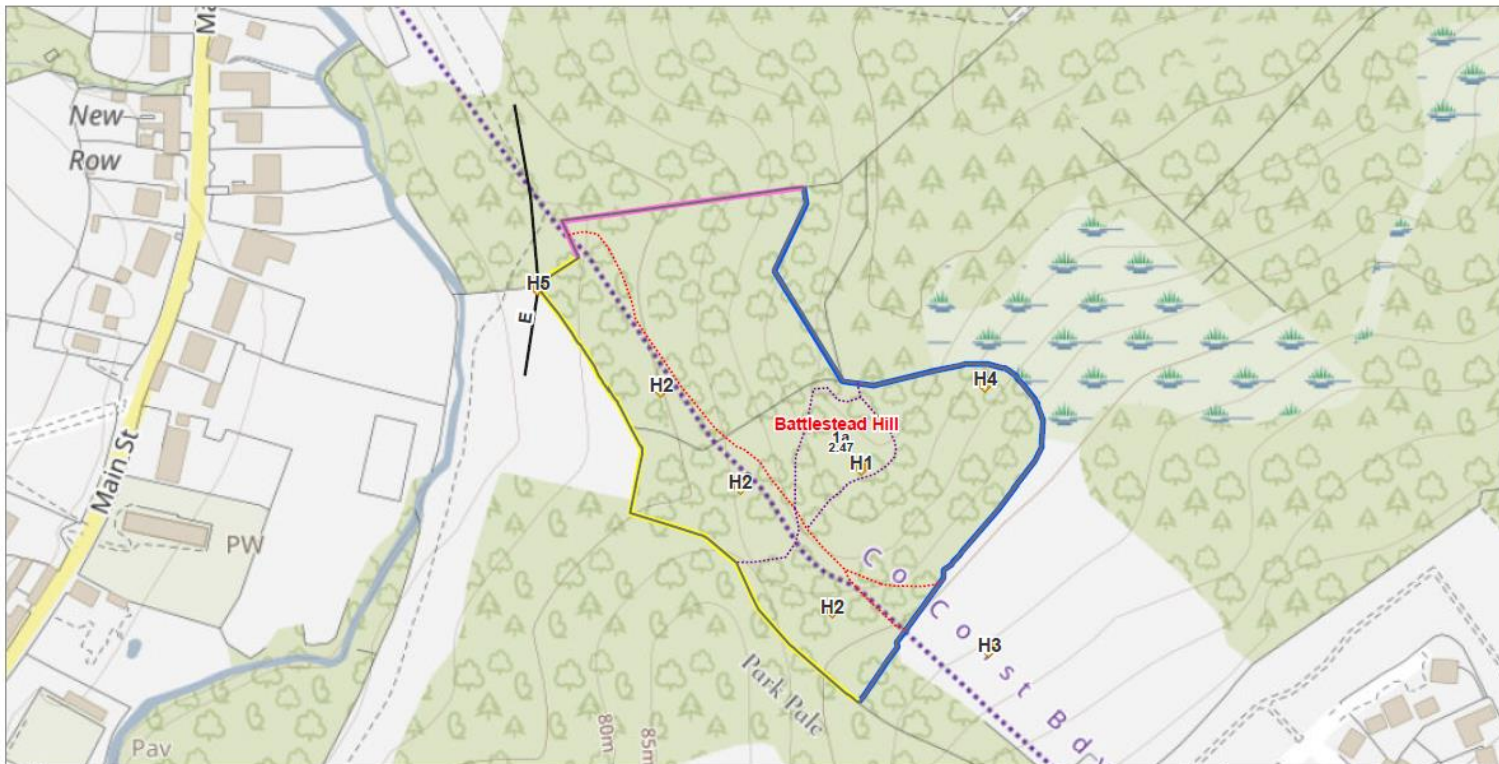 Ma
New
Row
H5
E
H2
H4
Battlestead Hill
1a
2.47
H1
H2
Main St
PW
Co Const Bdy
H2
H3
Park Pale
80m
85m
Pav